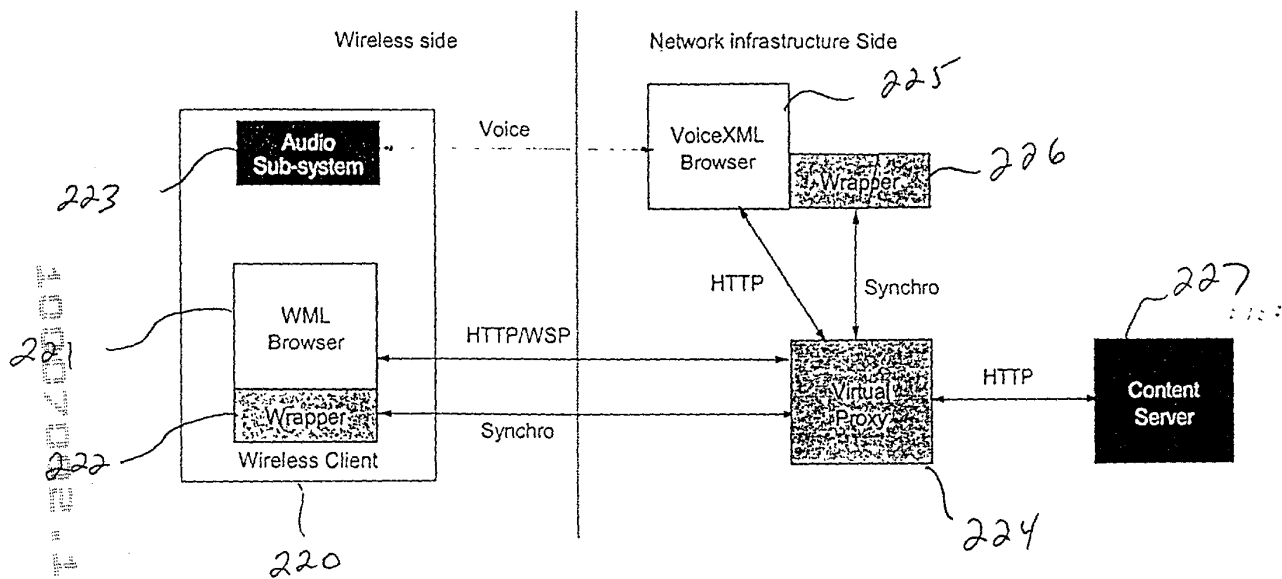 Wireless side
Network infrastructure Side
225
Audio
Sub-system
Voice
VoiceXML
Browser
226
Wrapper
223
HTTP
Synchro
227
WML
Browser
HTTP/WSP
221
Virtual
Proxy
HTTP
Content
Server
Wrapper
Synchro
222
Wireless Client
224
220